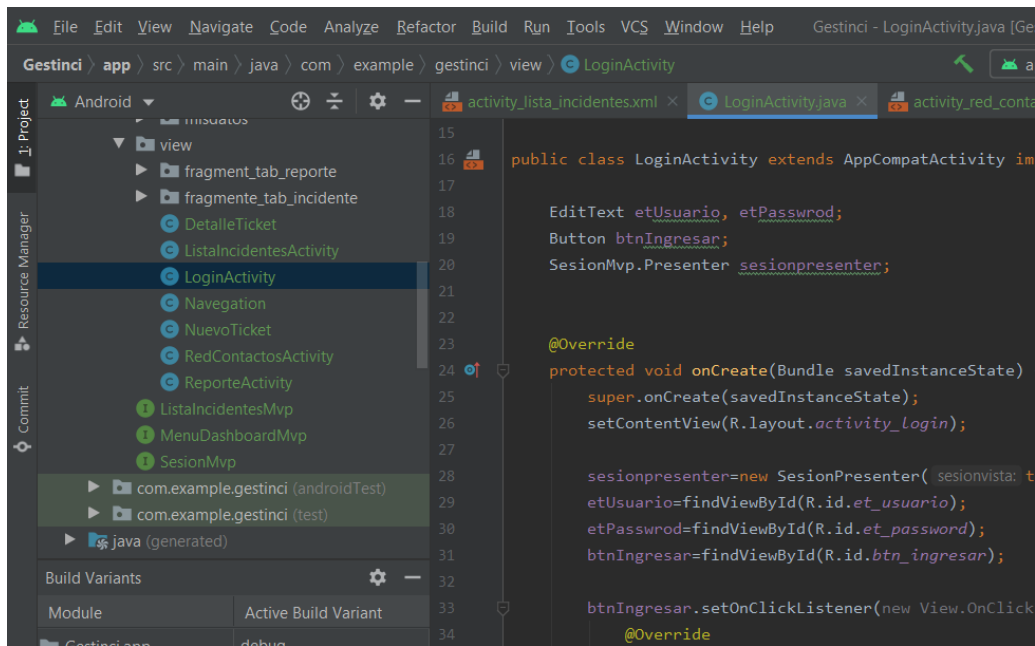 File Edit View Navigate Code Analyze Refactor Build Run Tools VCS Window Help Gestinci - LoginActivity.java [Ge
Gestinci app src main java com example gestinci view LoginActivity
Android
activity_lista_incidentes.xml LoginActivity.java activity_red_conta
1: Project
Resource Manager
Commit
misdatos
view
fragment_tab_reporte
fragmente_tab_incidente
DetalleTicket
ListaIncidentesActivity
LoginActivity
Navegation
NuevoTicket
RedContactosActivity
ReporteActivity
ListaIncidentesMvp
MenuDashboardMvp
SesionMvp
com.example.gestinci (androidTest)
com.example.gestinci (test)
java (generated)
Build Variants
Module Active Build Variant
Gestinci.app debug
15
16 public class LoginActivity extends AppCompatActivity im
17
18 EditText etUsuario, etPasswrod;
19 Button btnIngresar;
20 SesionMvp.Presenter sesionpresenter;
21
22
23 @Override
24 protected void onCreate(Bundle savedInstanceState)
25 super.onCreate(savedInstanceState);
26 setContentView(R.layout.activity_login);
27
28 sesionpresenter=new SesionPresenter( sesionvista: t
29 etUsuario=findViewById(R.id.et_usuario);
30 etPasswrod=findViewById(R.id.et_password);
31 btnIngresar=findViewById(R.id.btn_ingresar);
32
33 btnIngresar.setOnClickListener(new View.OnClick
34 @Override